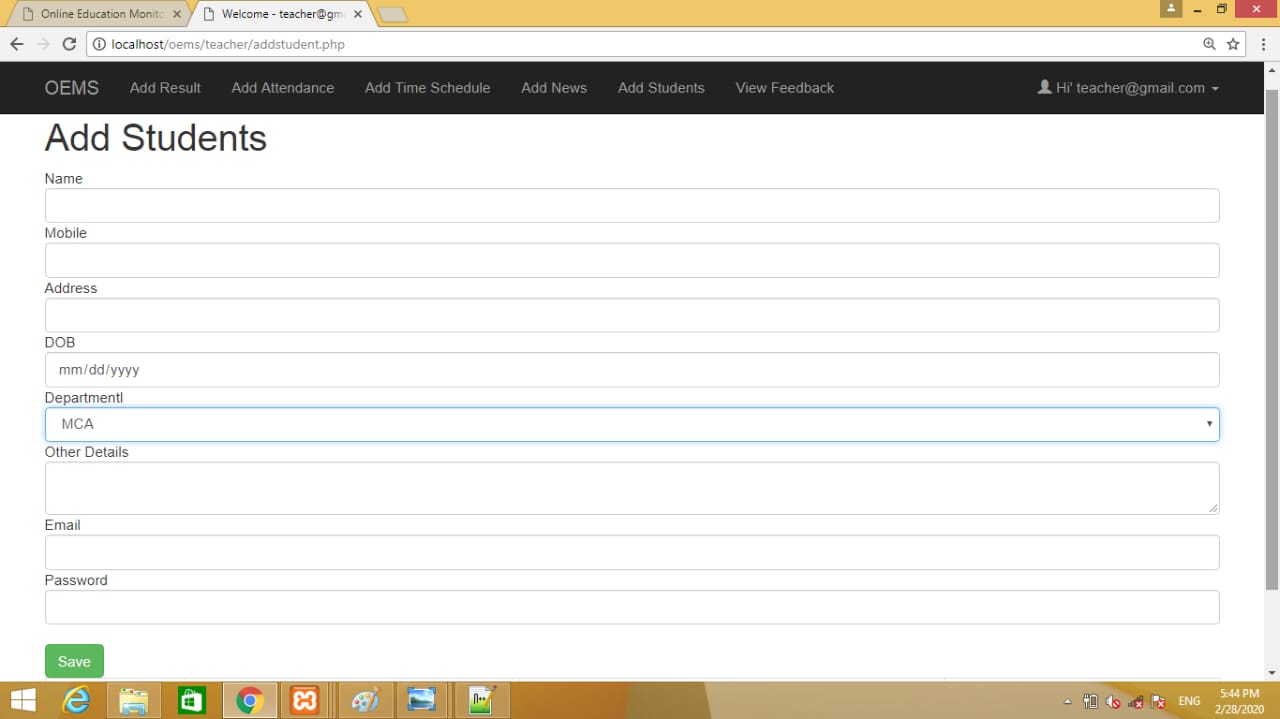 Online Education Monito
Welcome - teacher@gma
localhost/oems/teacher/addstudent.php
OEMS Add Result Add Attendance Add Time Schedule Add News Add Students View Feedback Hi' teacher@gmail.com
Add Students
Name
Mobile
Address
DOB
mm/dd/yyyy
Departmentl
MCA
Other Details
Email
Password
Save
ENG
5:44 PM
2/28/2020